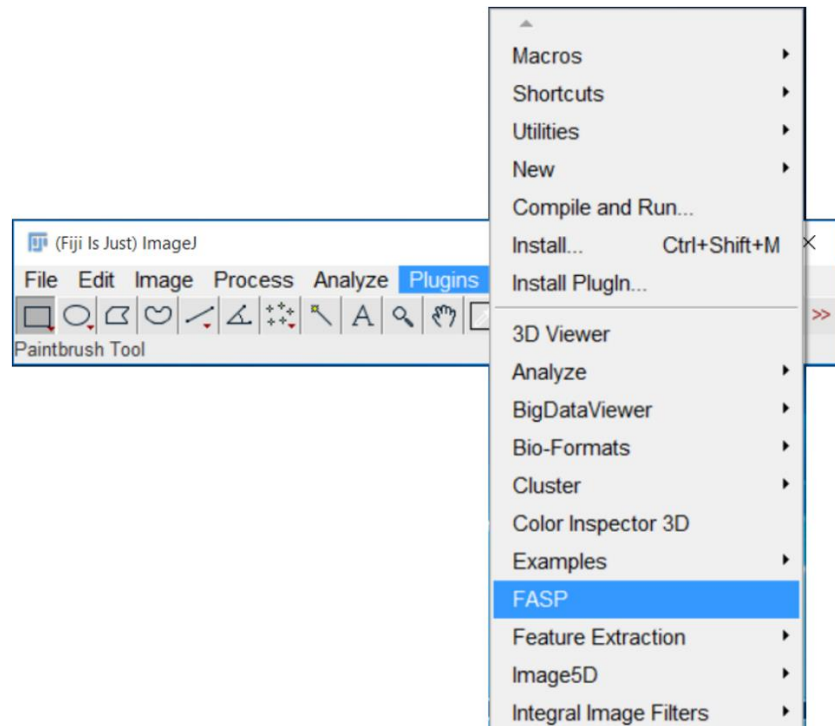 (Fiji Is Just) ImageJ
File Edit Image Process Analyze Plugins
Paintbrush Tool
Macros
Shortcuts
Utilities
New
Compile and Run...
Install... Ctrl+Shift+M
Install PlugIn...
3D Viewer
Analyze
BigDataViewer
Bio-Formats
Cluster
Color Inspector 3D
Examples
FASP
Feature Extraction
Image5D
Integral Image Filters